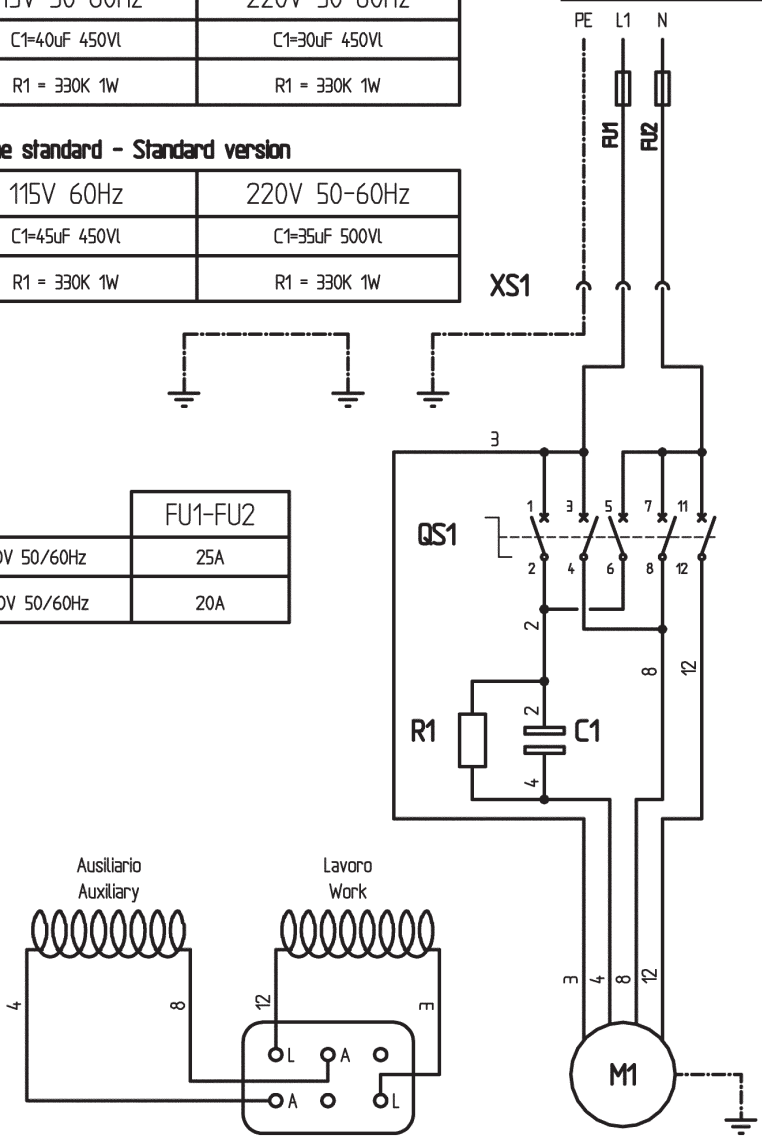 220V 50-60Hz
C1=40uF 450Vl
C1=30uF 450Vl
R1 = 330K 1W
R1 = 330K 1W
standard - Standard version
115V 60Hz
220V 50-60Hz
C1=45uF 450Vl
C1=35uF 500Vl
R1 = 330K 1W
R1 = 330K 1W
PE L1 N
FU1
FU2
XS1
FU1-FU2
50/60Hz
25A
50/60Hz
20A
3
1 3 5 7 11
QS1
2 4 6 8 12
2
8
12
2
R1
C1
4
Ausiliario
Auxiliary
Lavoro
Work
4
8
12
3
3
4
8
12
L
A
A
L
M1